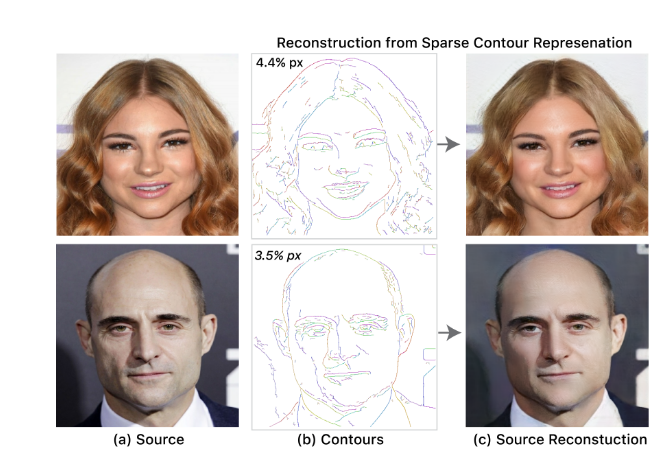 Reconstruction from Sparse Contour Represenation
4.4% px
3.5% px
(a) Source
(b) Contours
(c) Source Reconstuction